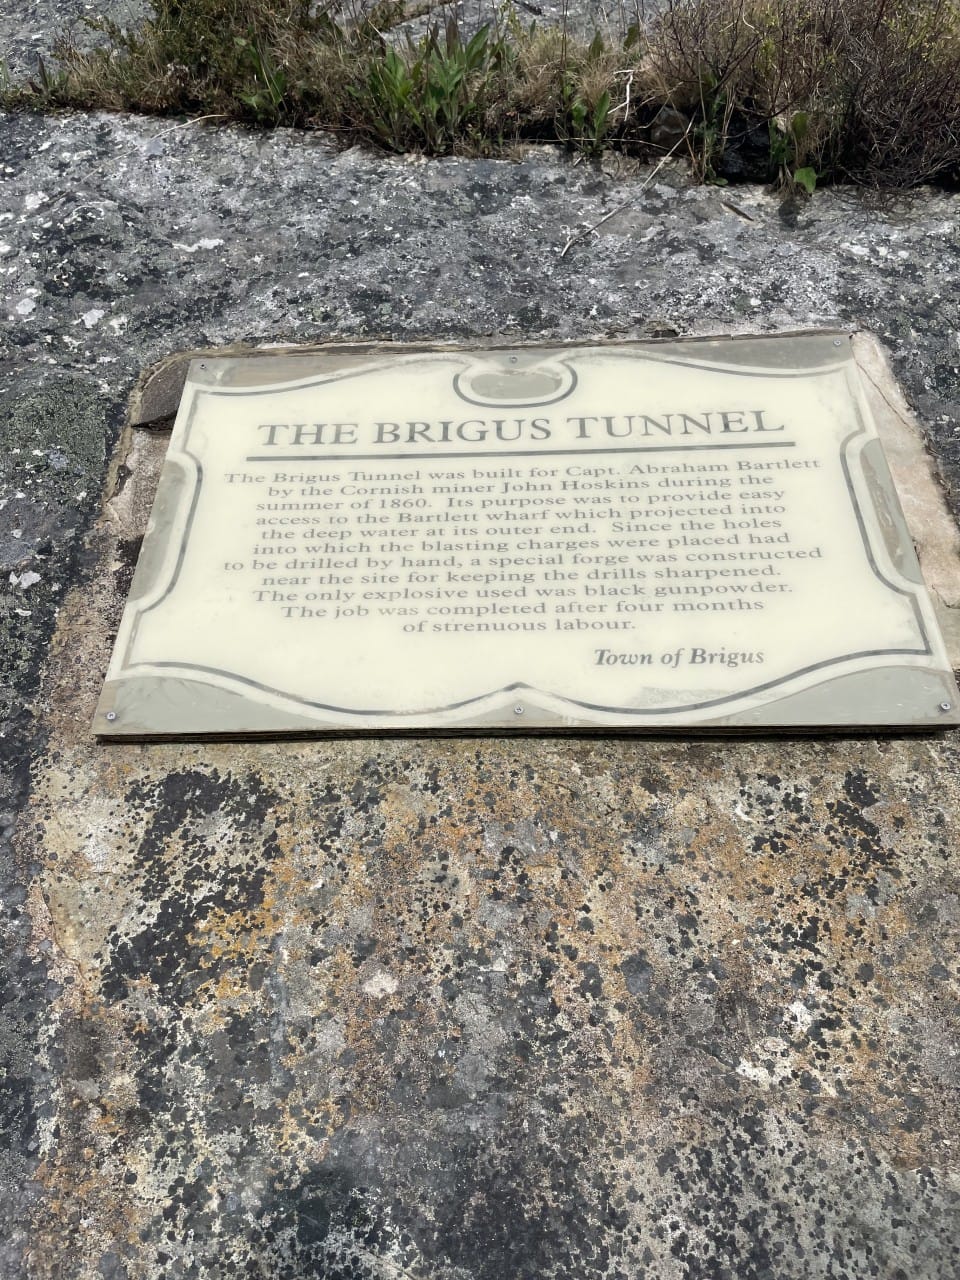 THE BRIGUS TUNNEL
The Brigus Tunnel was built for Capt. Abraham Bartlett
by the Cornish miner John Hoskins during the
summer of 1860. Its purpose was to provide easy
access to the Bartlett wharf which projected into
the deep water at its outer end. Since the holes
into which the blasting charges were placed had
to be drilled by hand, a special forge was constructed
near the site for keeping the drills sharpened.
The only explosive used was black gunpowder.
The job was completed after four months
of strenuous labour.
Town of Brigus